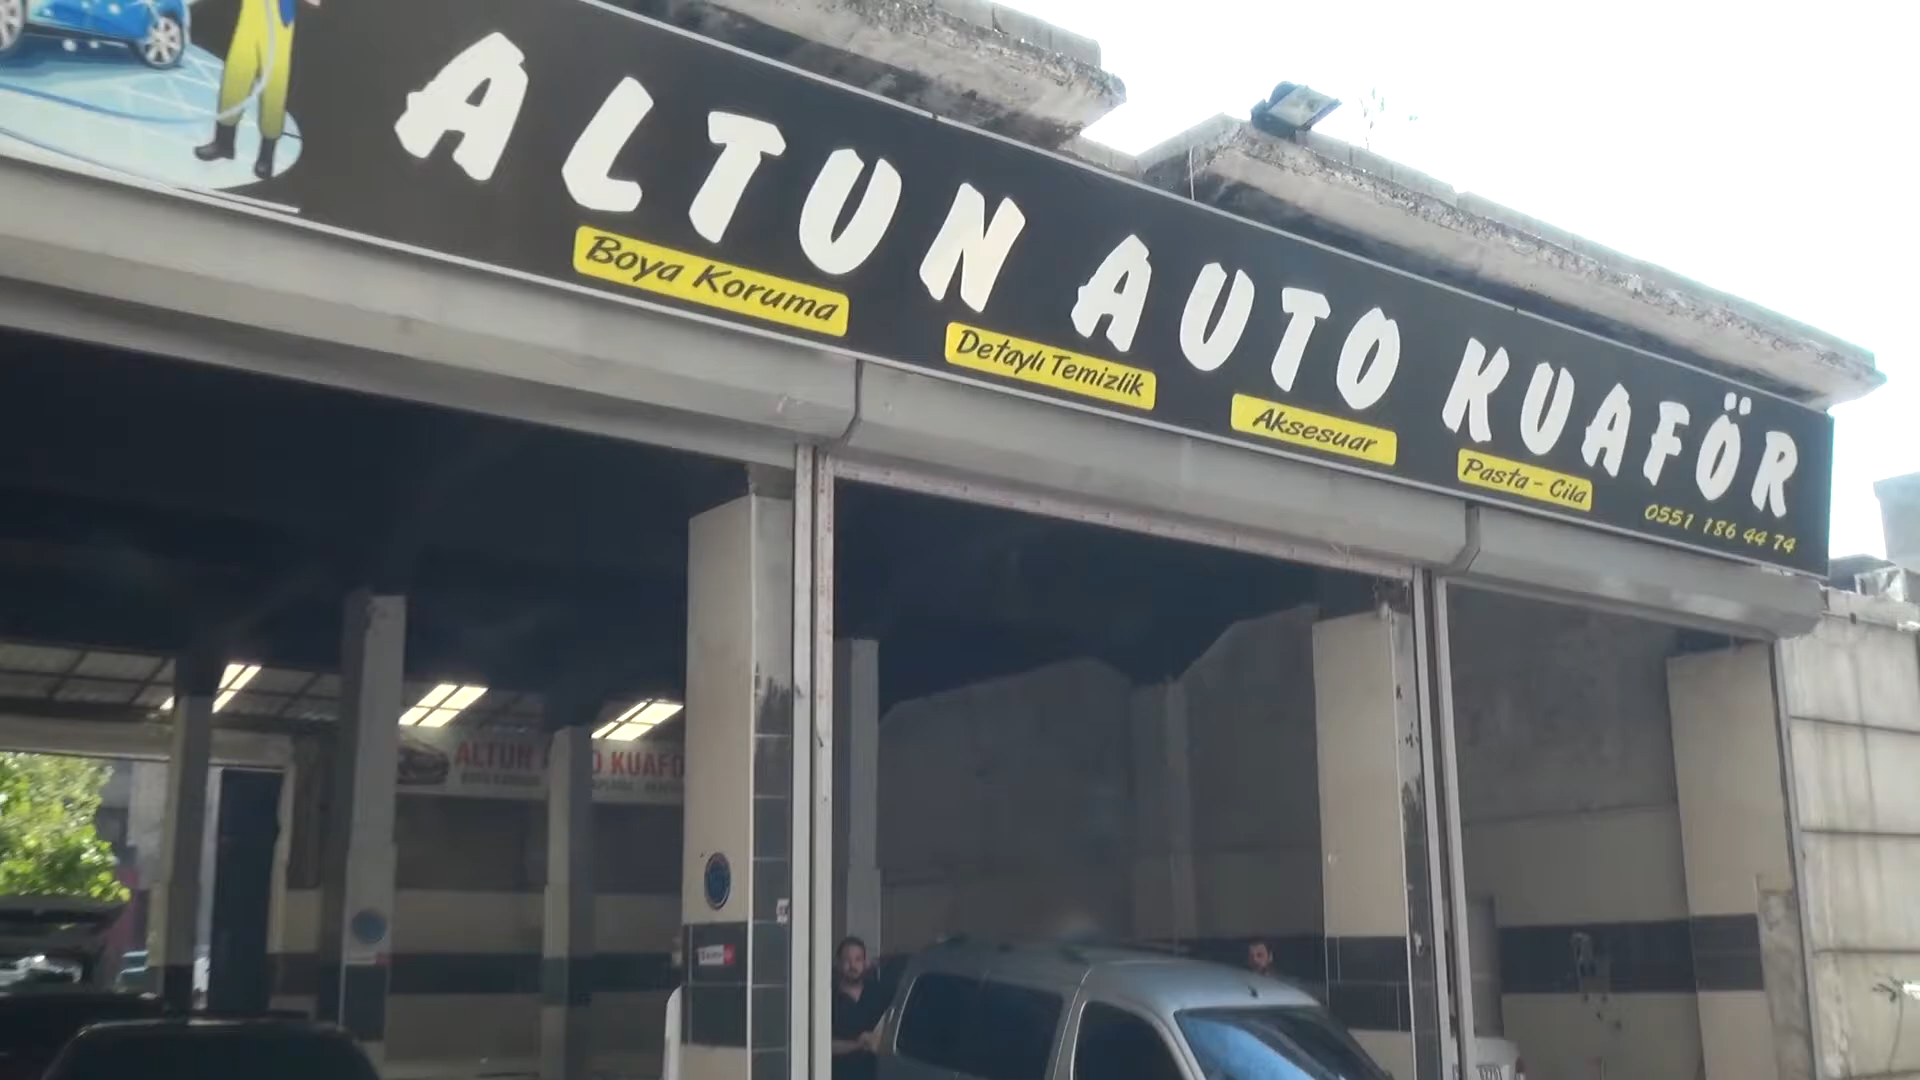 ALTUN AUTO KUAFÖR
Boya Koruma
Detaylı Temizlik
Aksesuar
Pasta - Cila
0551 186 44 74
ALTUN
KUAFÖ